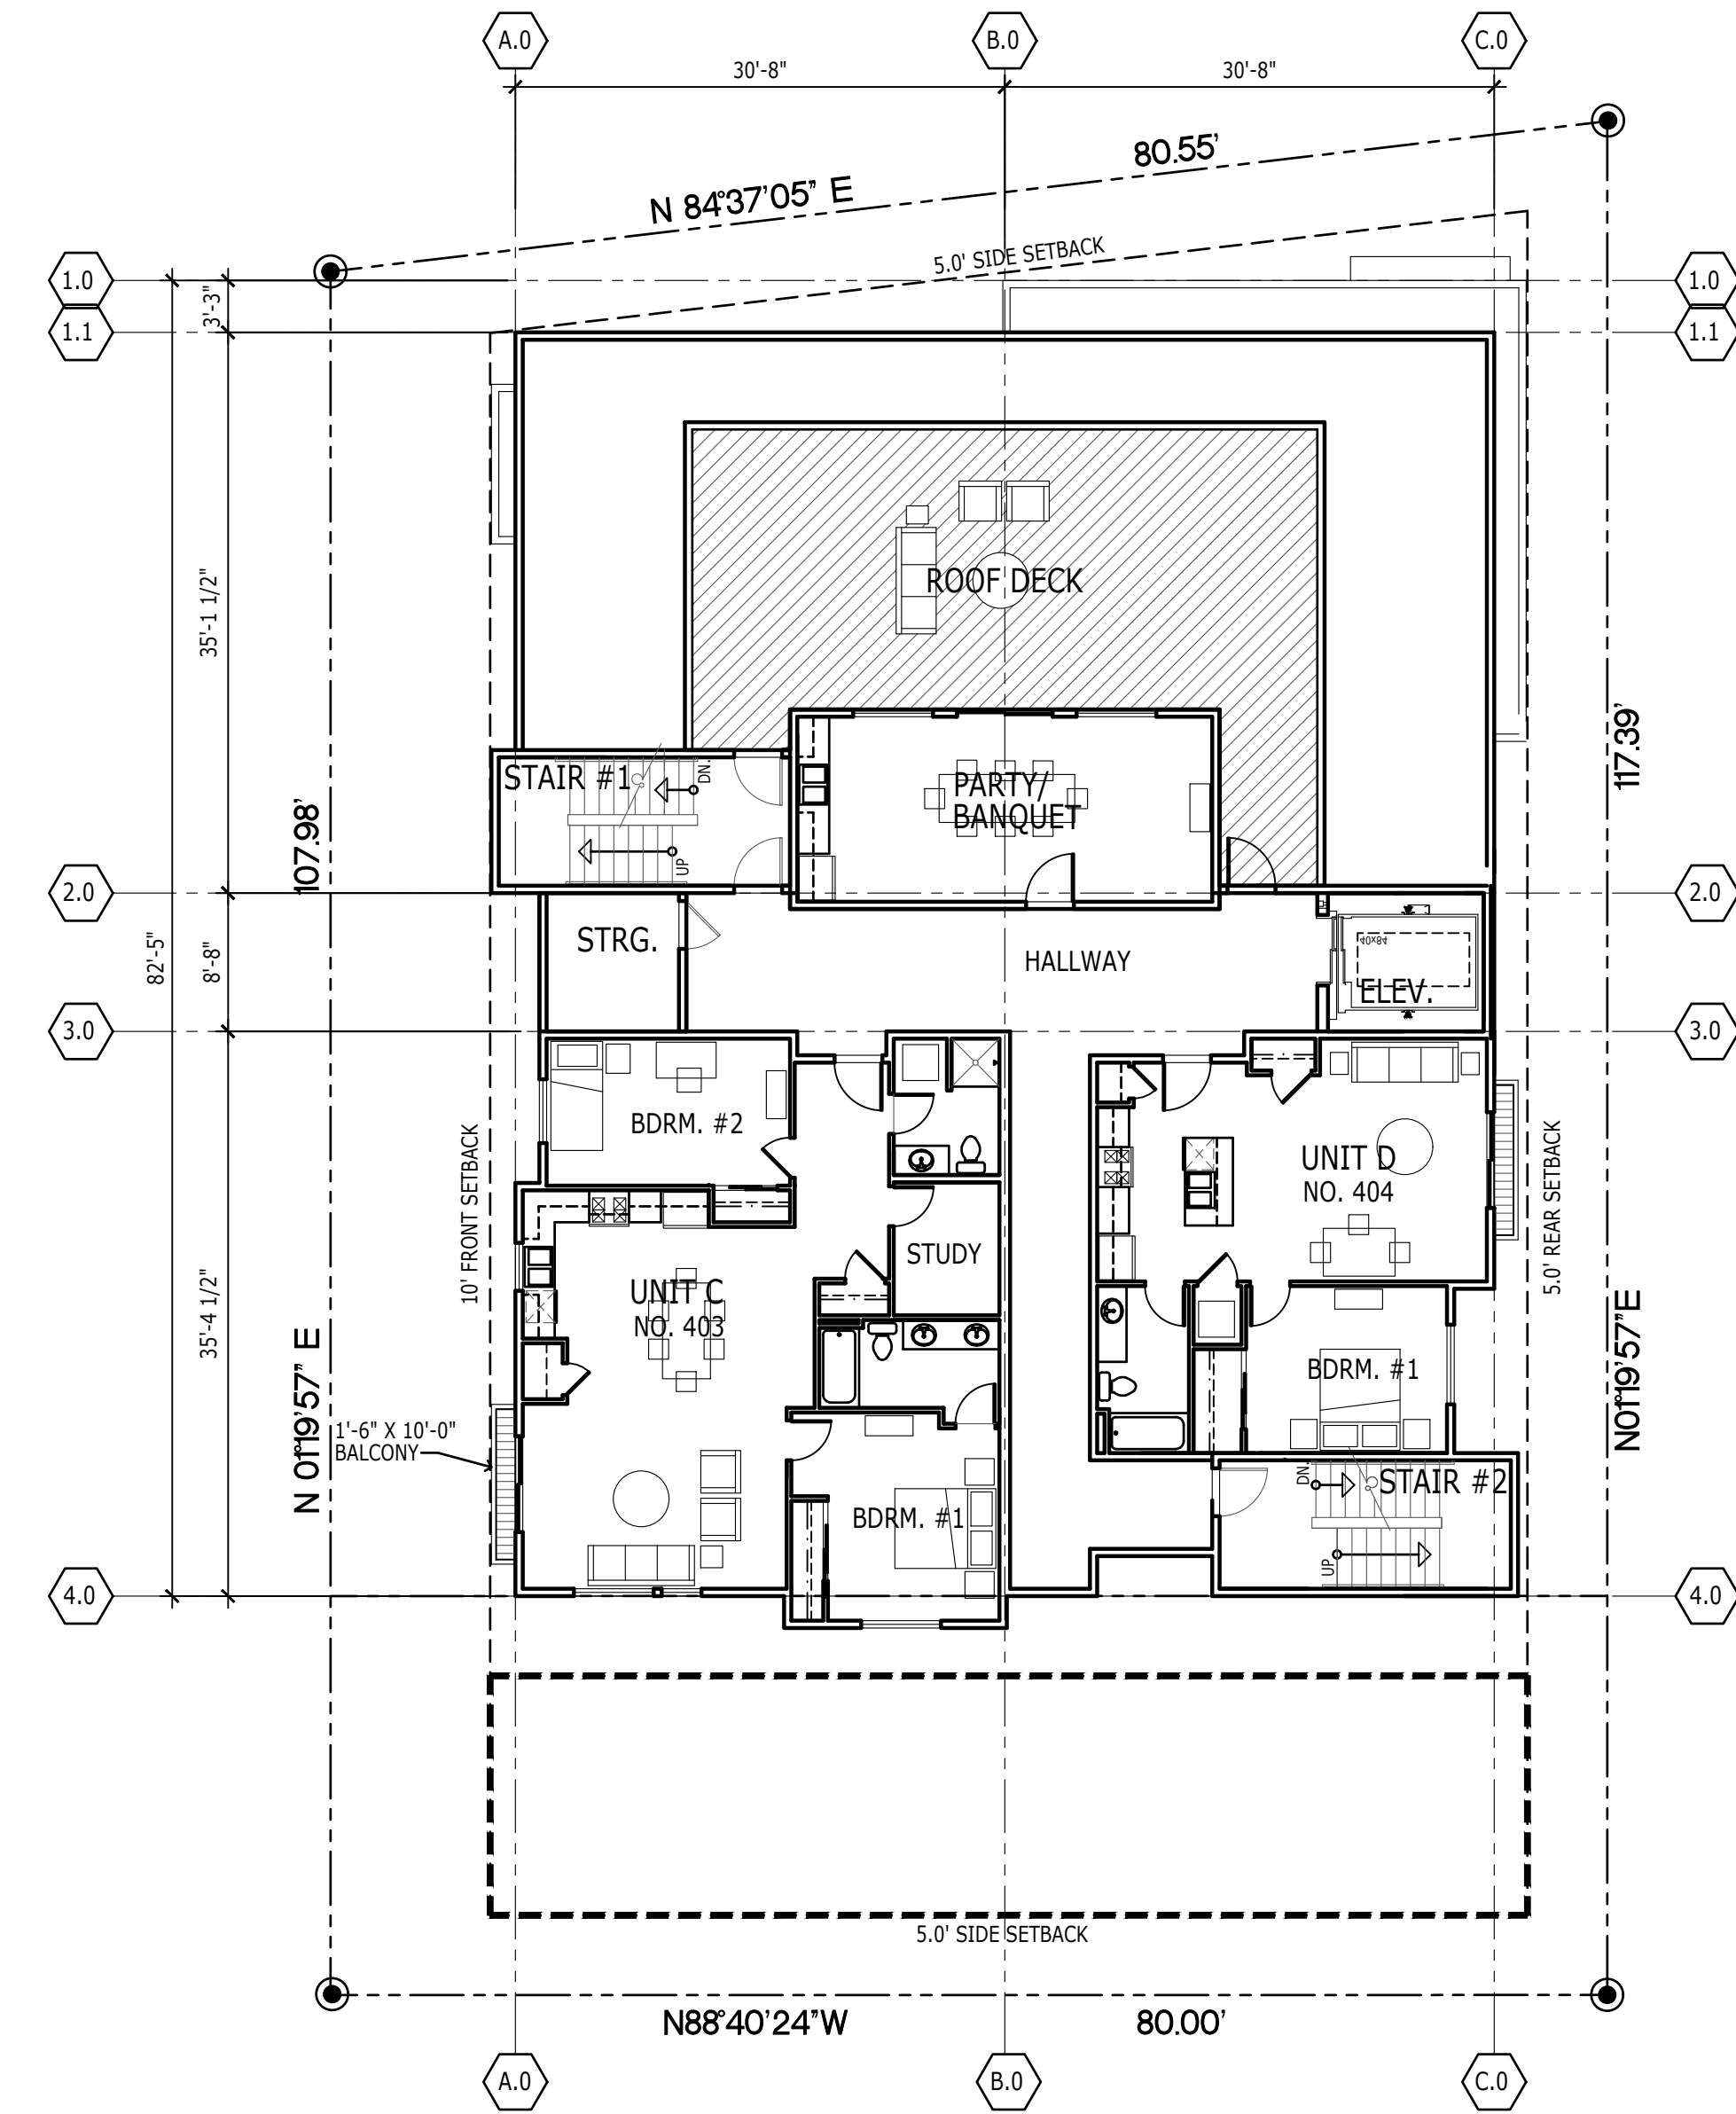 A.0
B.0
C.0
30'-8"
30'-8"
80.55'
N 84°37'05" E
5.0' SIDE SETBACK
1.0
1.0
3'-3"
1.1
1.1
35'-1 1/2"
ROOF DECK
117.39'
STAIR #1
DN.
PARTY/
BANQUET
107.98'
UP
2.0
2.0
82'-5"
8'-8"
STRG.
HALLWAY
40x84
ELEV.
3.0
3.0
BDRM. #2
UNIT D
NO. 404
10' FRONT SETBACK
5.0' REAR SETBACK
STUDY
UNIT C
NO. 403
35'-4 1/2"
N 01°19'57" E
N01°19'57"E
BDRM. #1
1'-6" X 10'-0"
BALCONY
DN.
STAIR #2
BDRM. #1
UP
4.0
4.0
5.0' SIDE SETBACK
N88°40'24"W
80.00'
A.0
B.0
C.0